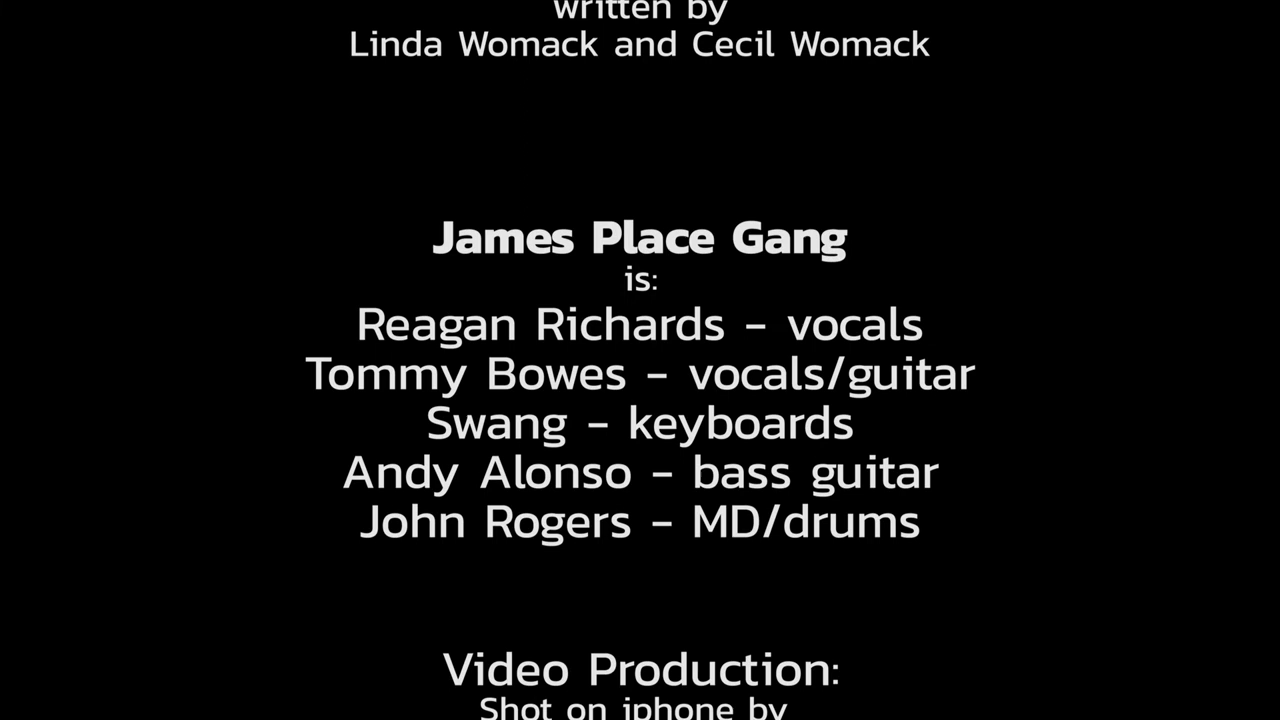 written by
Linda Womack and Cecil Womack
James Place Gang
is:
Reagan Richards - vocals
Tommy Bowes - vocals/guitar
Swang - keyboards
Andy Alonso - bass guitar
John Rogers - MD/drums
Video Production:
Shot on iphone by